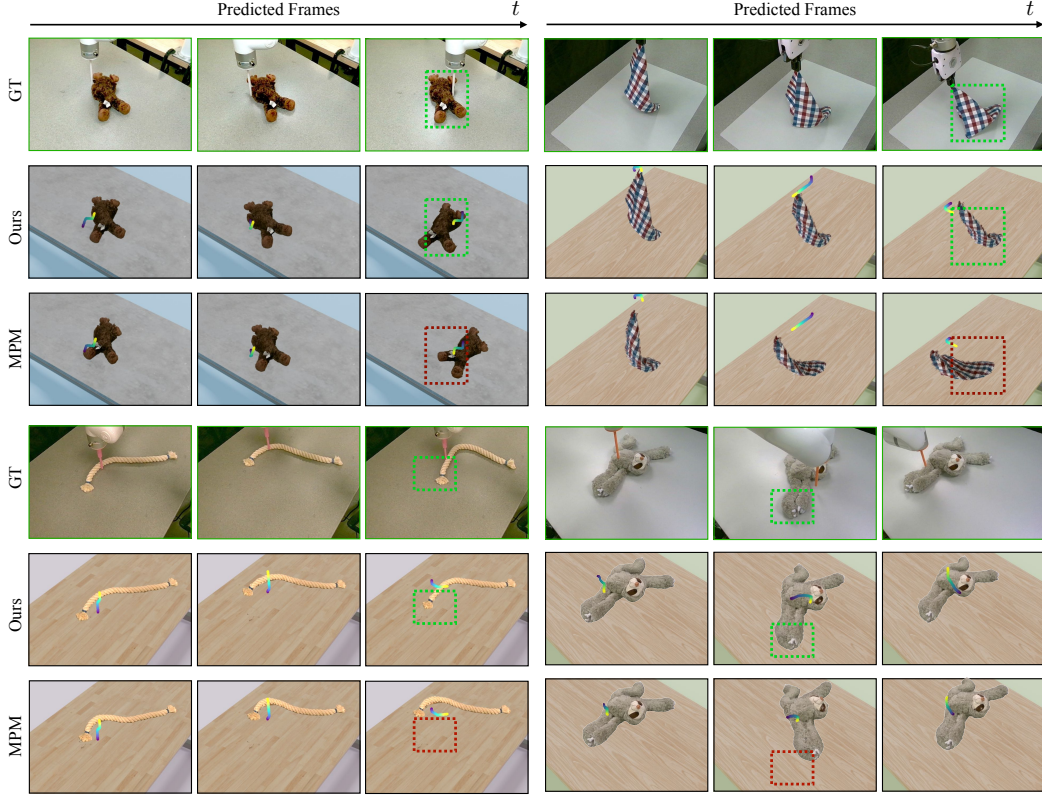 Predicted Frames t Predicted Frames t
GT
Ours
MPM
GT
Ours
MPM